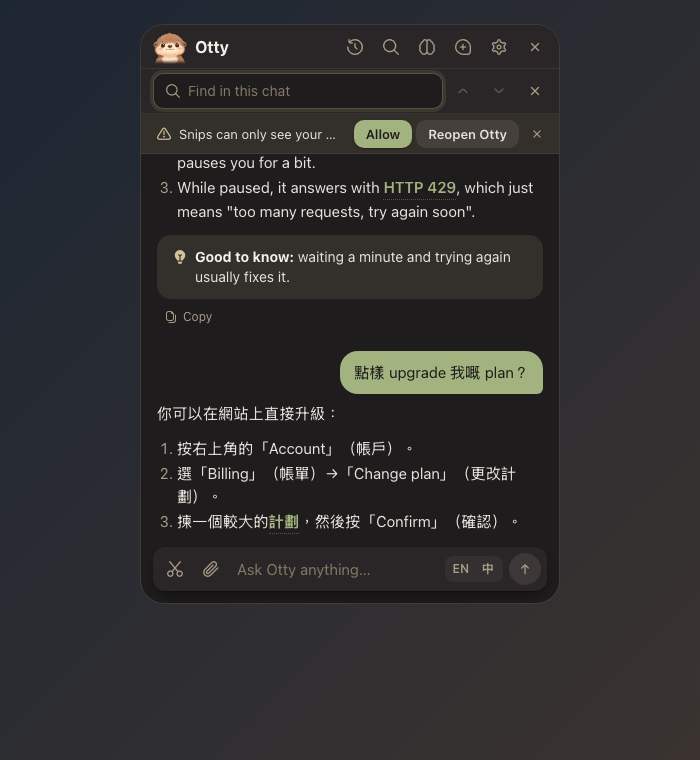 Otty
Find in this chat
Snips can only see your ...
Allow
Reopen Otty
pauses you for a bit.
3. While paused, it answers with HTTP 429, which just
means "too many requests, try again soon".
Good to know: waiting a minute and trying again
usually fixes it.
Copy
點樣 upgrade 我嘅 plan？
你可以在網站上直接升級：
1. 按右上角的「Account」（帳戶）。
2. 選「Billing」（帳單）→「Change plan」（更改計
劃）。
3. 揀一個較大的計劃，然後按「Confirm」（確認）。
Ask Otty anything...
EN 中